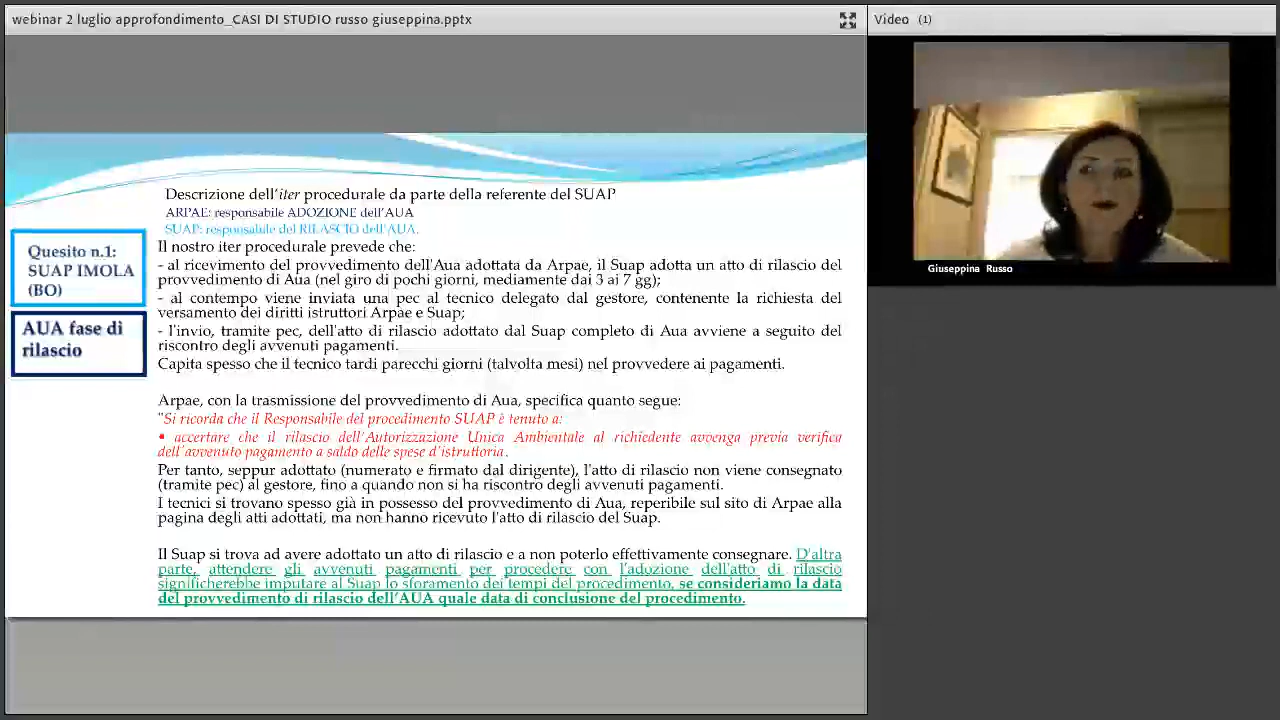 webinar 2 luglio approfondimento_CASI DI STUDIO russo giuseppina.pptx
Video (1)
Giuseppina Russo
Quesito n.1:
SUAP IMOLA
(BO)
AUA fase di
rilascio
Descrizione dell'iter procedurale da parte della referente del SUAP
ARPAE: responsabile ADOZIONE dell'AUA
SUAP: responsabile del RILASCIO dell'AUA.
Il nostro iter procedurale prevede che:
- al ricevimento del provvedimento dell'Aua adottata da Arpae, il Suap adotta un atto di rilascio del
provvedimento di Aua (nel giro di pochi giorni, mediamente dai 3 ai 7 gg);
- al contempo viene inviata una pec al tecnico delegato dal gestore, contenente la richiesta del
versamento dei diritti istruttori Arpae e Suap;
- l'invio, tramite pec, dell'atto di rilascio adottato dal Suap completo di Aua avviene a seguito del
riscontro degli avvenuti pagamenti.
Capita spesso che il tecnico tardi parecchi giorni (talvolta mesi) nel provvedere ai pagamenti.
Arpae, con la trasmissione del provvedimento di Aua, specifica quanto segue:
"Si ricorda che il Responsabile del procedimento SUAP è tenuto a:
• accertare che il rilascio dell'Autorizzazione Unica Ambientale al richiedente avvenga previa verifica
dell'avvenuto pagamento a saldo delle spese d'istruttoria.
Per tanto, seppur adottato (numerato e firmato dal dirigente), l'atto di rilascio non viene consegnato
(tramite pec) al gestore, fino a quando non si ha riscontro degli avvenuti pagamenti.
I tecnici si trovano spesso già in possesso del provvedimento di Aua, reperibile sul sito di Arpae alla
pagina degli atti adottati, ma non hanno ricevuto l'atto di rilascio del Suap.
Il Suap si trova ad avere adottato un atto di rilascio e a non poterlo effettivamente consegnare. D'altra
parte, attendere gli avvenuti pagamenti per procedere con l'adozione dell'atto di rilascio
significherebbe imputare al Suap lo sforamento dei tempi del procedimento, se consideriamo la data
del provvedimento di rilascio dell'AUA quale data di conclusione del procedimento.